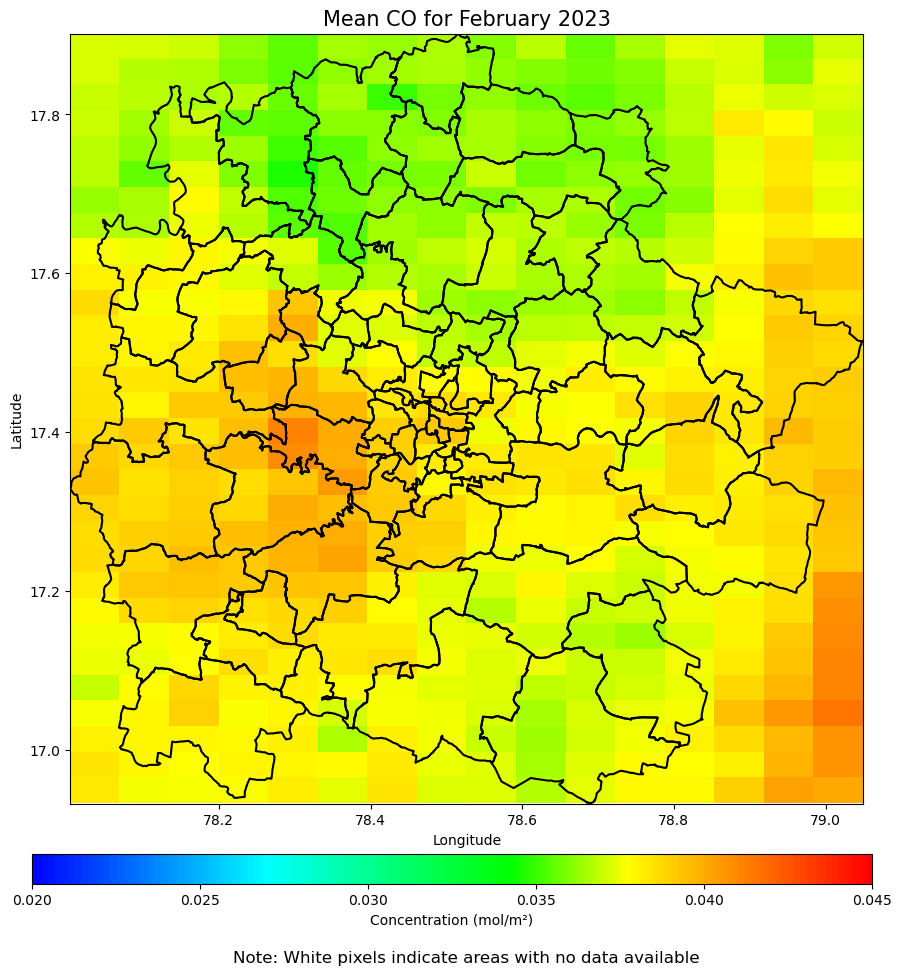 Mean CO for February 2023
17.8
17.6
17.4
17.2
17.0
Latitude
78.2 78.4 78.6 78.8 79.0
Longitude
0.020 0.025 0.030 0.035 0.040 0.045
Concentration (mol/m²)
Note: White pixels indicate areas with no data available